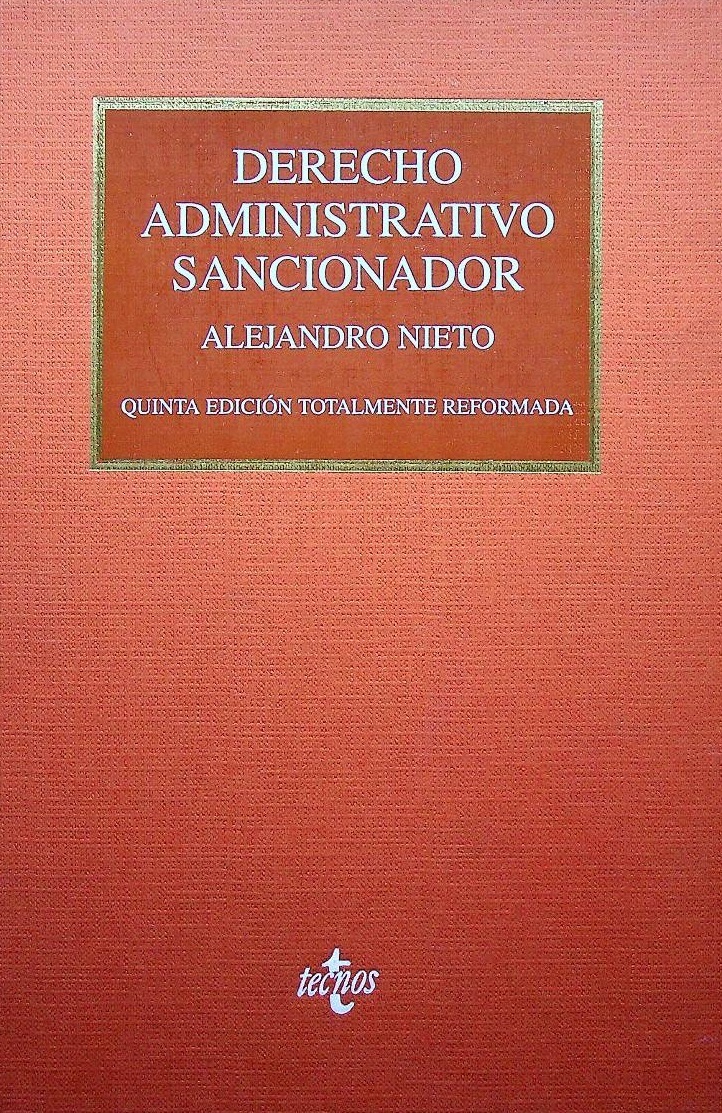 DERECHO
ADMINISTRATIVO
SANCIONADOR
ALEJANDRO NIETO
QUINTA EDICIÓN TOTALMENTE REFORMADA
tecnos